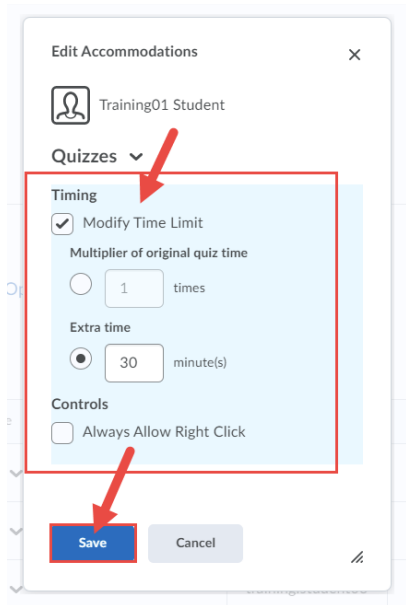 Edit Accommodations
Training01 Student
Quizzes
Timing
Modify Time Limit
Multiplier of original quiz time
1 times
Extra time
30 minute(s)
Controls
Always Allow Right Click
Save Cancel